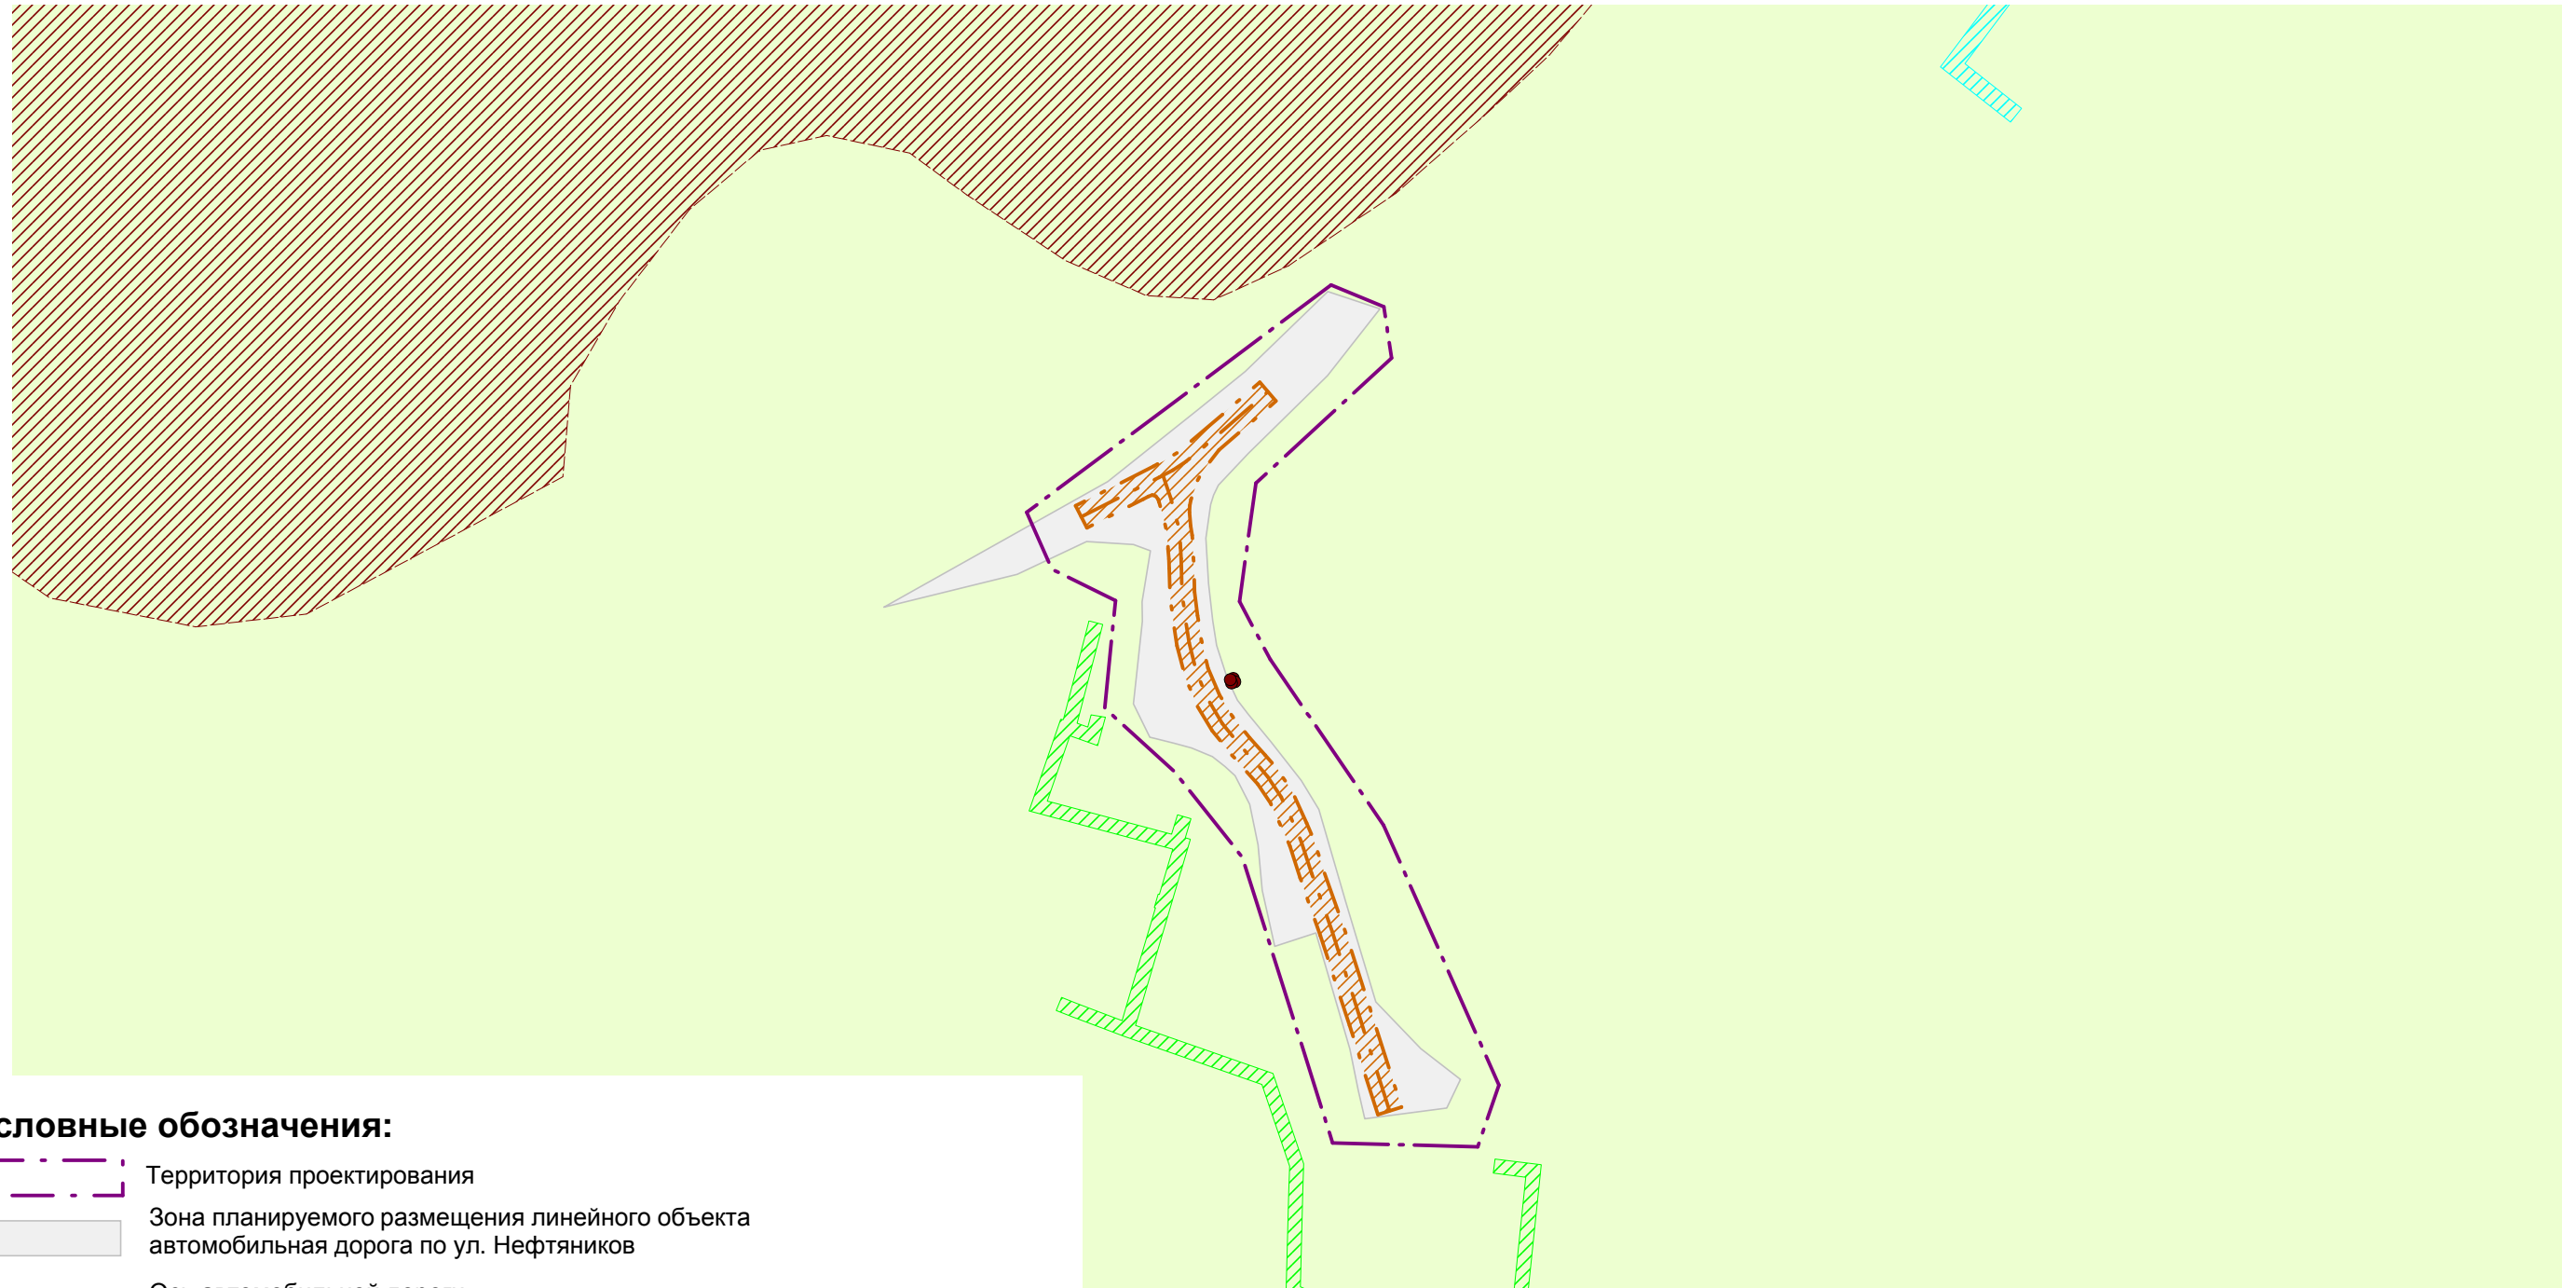 словные обозначения:
Территория проектирования
Зона планируемого размещения линейного объекта
автомобильная дорога по ул. Нефтяников